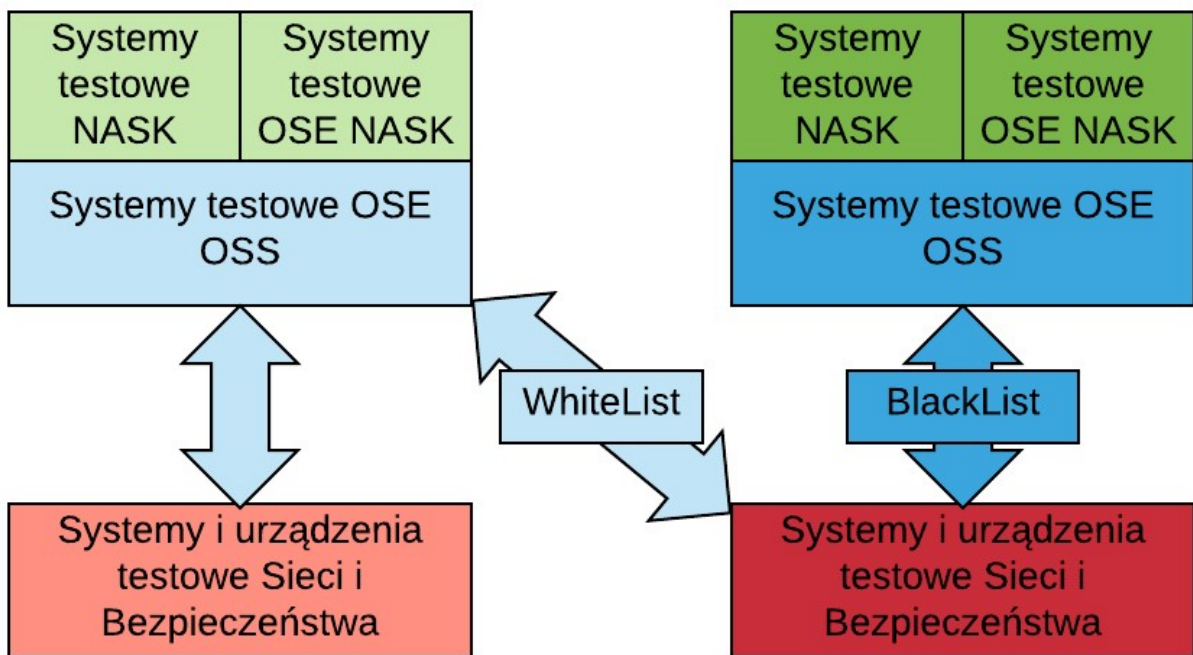 Systemy
testowe
NASK
Systemy
testowe
OSE NASK
Systemy testowe OSE
OSS
Systemy
testowe
NASK
Systemy
testowe
OSE NASK
Systemy testowe OSE
OSS
WhiteList
BlackList
Systemy i urządzenia
testowe Sieci i
Bezpieczeństwa
Systemy i urządzenia
testowe Sieci i
Bezpieczeństwa